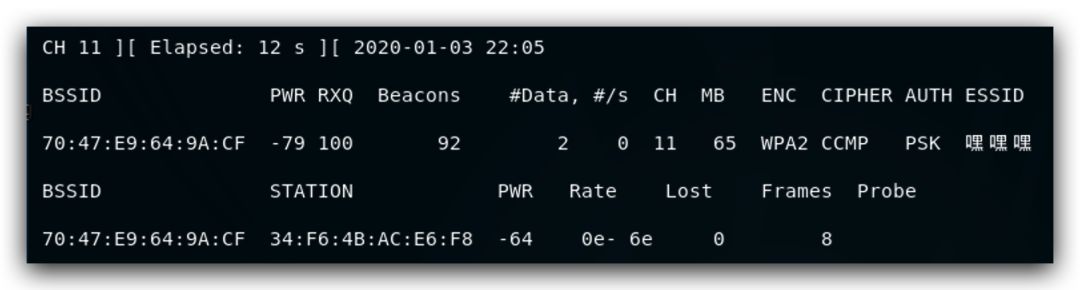 CH 11 ][ Elapsed: 12 s ][ 2020-01-03 22:05
BSSID PWR RXQ Beacons #Data, #/s CH MB ENC CIPHER AUTH ESSID
70:47:E9:64:9A:CF -79 100 92 2 0 11 65 WPA2 CCMP PSK 嘿嘿嘿
BSSID STATION PWR Rate Lost Frames Probe
70:47:E9:64:9A:CF 34:F6:4B:AC:E6:F8 -64 0e- 6e 0 8